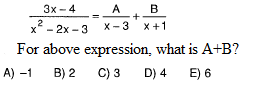 3x – 4 / x² – 2x – 3 = A / x – 3 + B / x + 1
For above expression, what is A+B?
A) –1 B) 2 C) 3 D) 4 E) 6